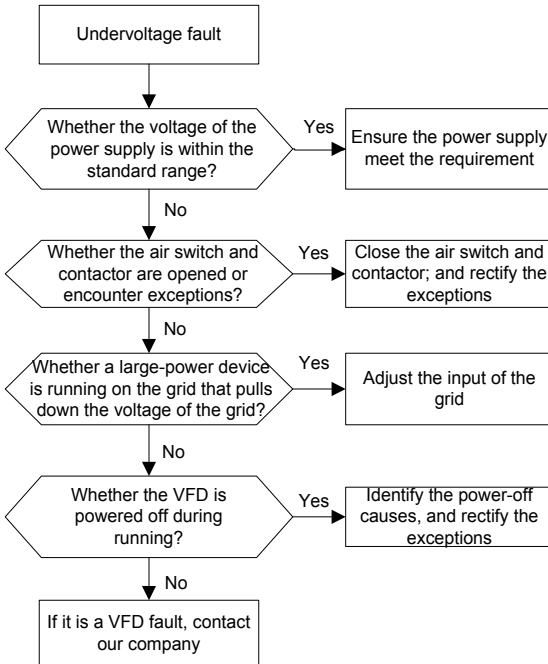 Undervoltage fault
Whether the voltage of the
power supply is within the
standard range?
Yes
Ensure the power supply
meet the requirement
No
Whether the air switch and
contactor are opened or
encounter exceptions?
Yes
Close the air switch and
contactor; and rectify the
exceptions
No
Whether a large-power device
is running on the grid that pulls
down the voltage of the grid?
Yes
Adjust the input of the
grid
No
Whether the VFD is
powered off during
running?
Yes
Identify the power-off
causes, and rectify the
exceptions
No
If it is a VFD fault, contact
our company